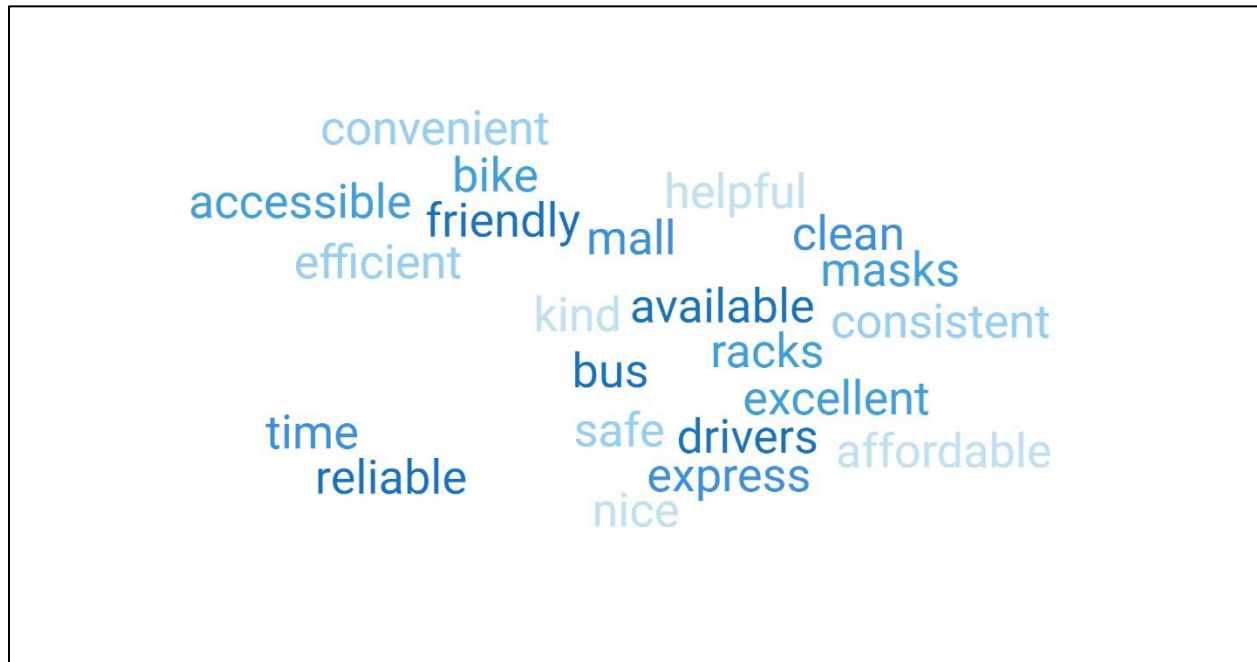 convenient
bike
helpful
accessible
friendly
mall
clean
efficient
masks
kind
available
consistent
racks
bus
excellent
time
safe
drivers
affordable
reliable
express
nice